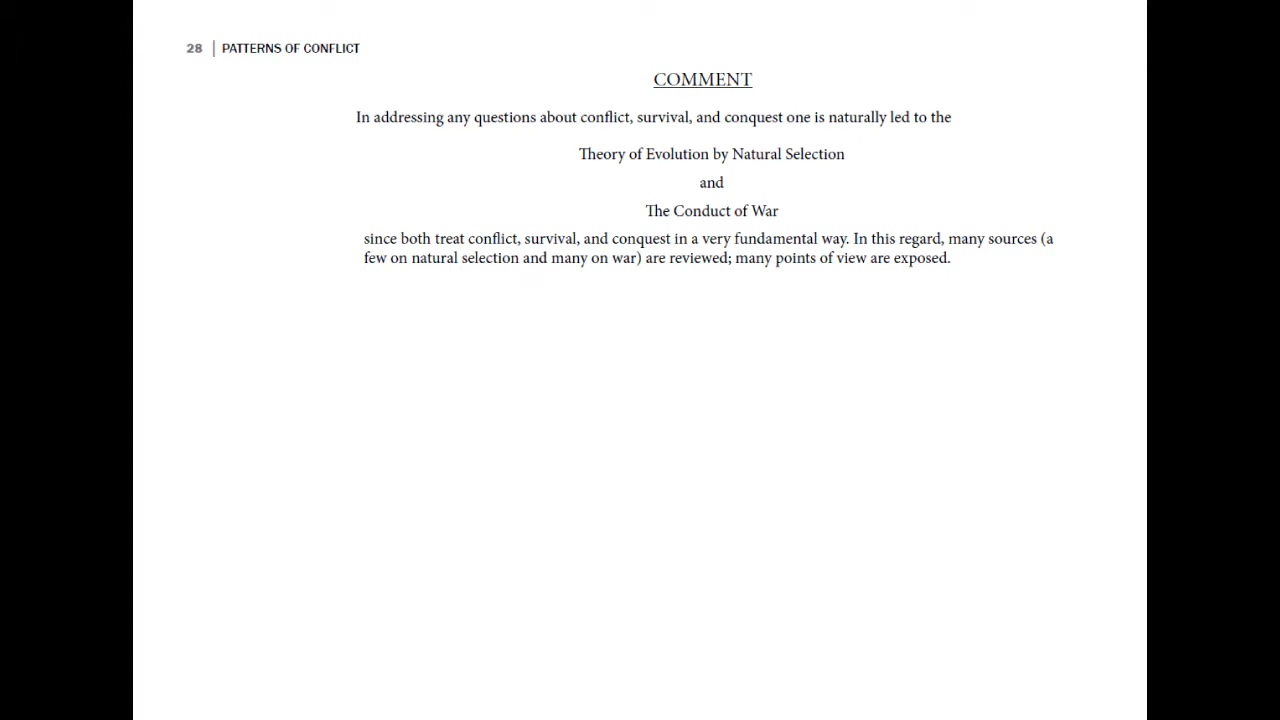 28 | PATTERNS OF CONFLICT
COMMENT
In addressing any questions about conflict, survival, and conquest one is naturally led to the
Theory of Evolution by Natural Selection
and
The Conduct of War
since both treat conflict, survival, and conquest in a very fundamental way. In this regard, many sources (a
few on natural selection and many on war) are reviewed; many points of view are exposed.